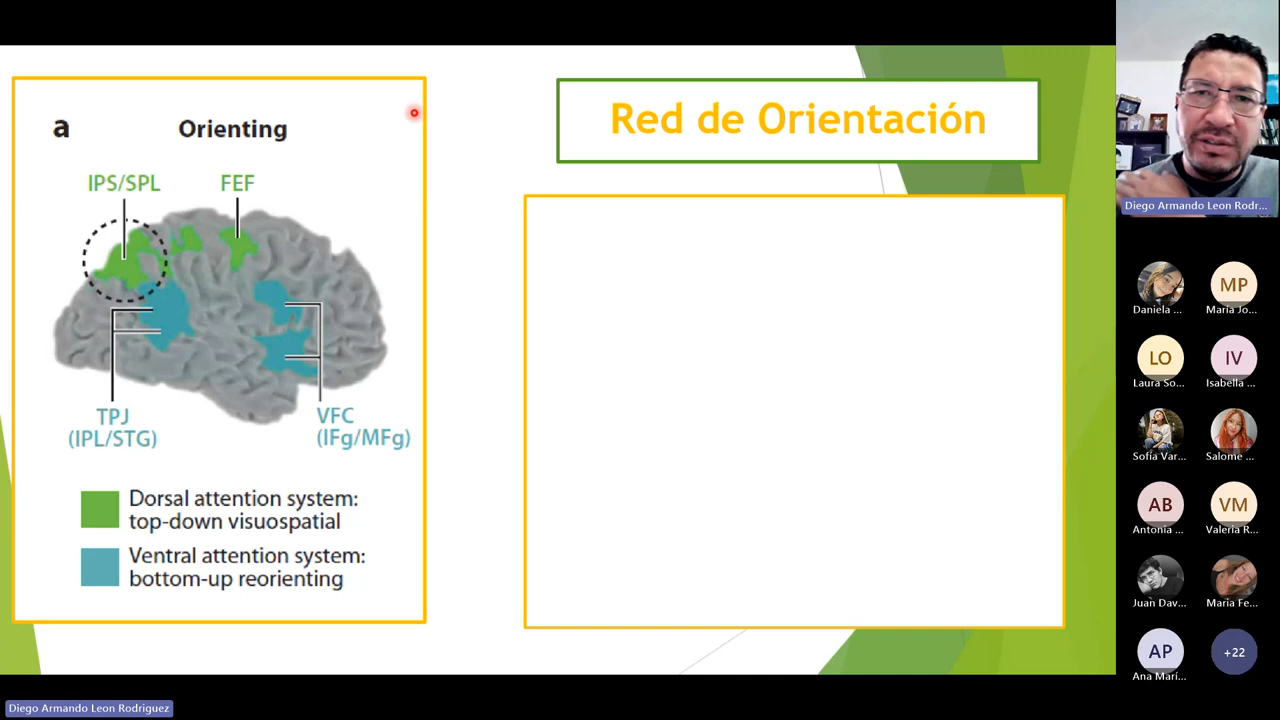 a
Orienting
IPS/SPL
FEF
TPJ
(IPL/STG)
VFC
(IFg/MFg)
Dorsal attention system:
top-down visuospatial
Ventral attention system:
bottom-up reorienting
Red de Orientación
Diego Armando Leon Rodr...
Daniela ...
MP
Maria Jo...
LO
Laura So...
IV
Isabella ...
Sofía Var...
Salome ...
AB
Antonia ...
VM
Valeria R...
Juan Dav...
Maria Fe...
AP
Ana Marí...
+22
Diego Armando Leon Rodriguez